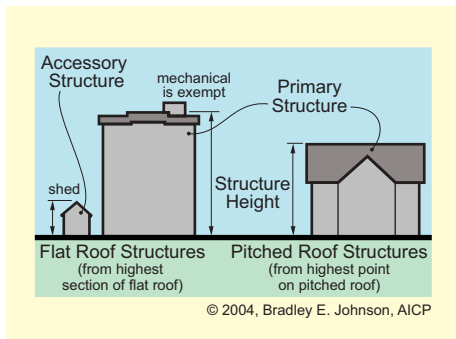 Accessory
Structure
mechanical
is exempt
Primary
Structure
shed
Structure
Height
Flat Roof Structures
(from highest
section of flat roof)
Pitched Roof Structures
(from highest point
on pitched roof)
© 2004, Bradley E. Johnson, AICP